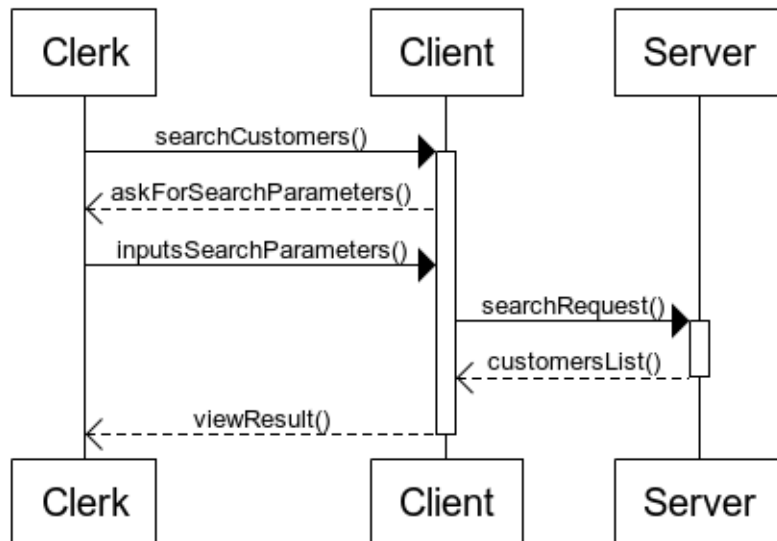 Clerk
Client
Server
searchCustomers()
askForSearchParameters()
inputsSearchParameters()
searchRequest()
customersList()
viewResult()
Clerk
Client
Server